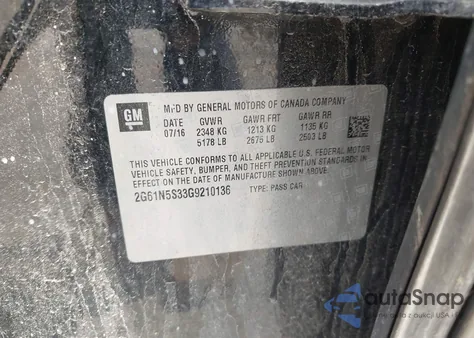 GM
MFD BY GENERAL MOTORS OF CANADA COMPANY
DATE GVWR GAWR FRT GAWR RR
07/16 2348 KG 1213 KG 1135 KG
5178 LB 2675 LB 2503 LB
THIS VEHICLE CONFORMS TO ALL APPLICABLE U.S. FEDERAL MOTOR
VEHICLE SAFETY, BUMPER, AND THEFT PREVENTION STANDARDS
IN EFFECT ON THE DATE OF MANUFACTURE SHOWN ABOVE.
2G61N5S33G9210136 TYPE: PASS CAR
autaSnap